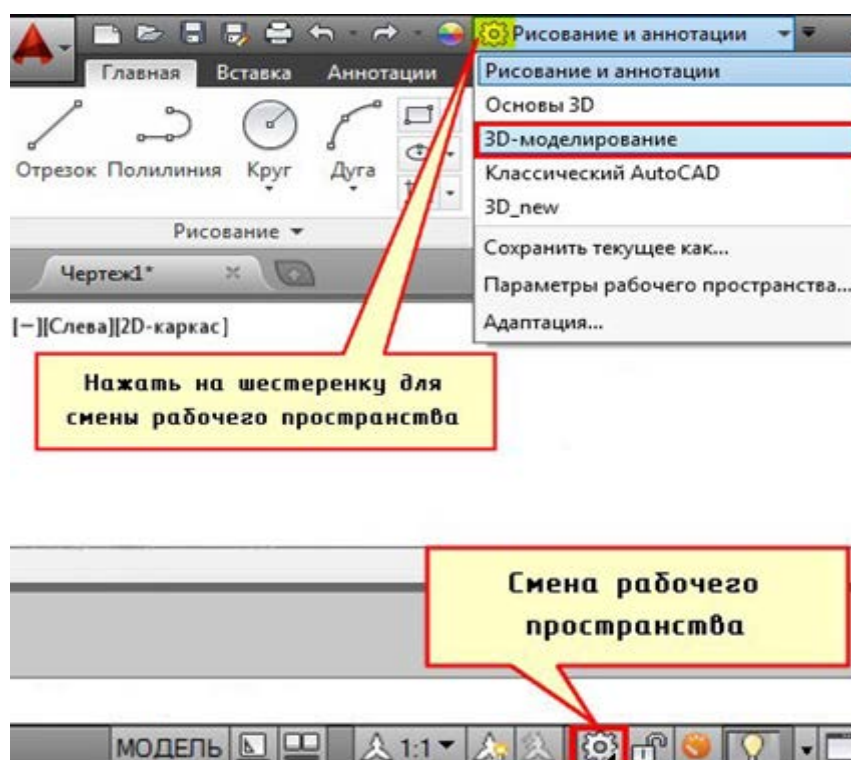 Рисование и аннотации
Главная Вставка Аннотации
Рисование и аннотации
Основы 3D
3D-моделирование
Классический AutoCAD
3D_new
Сохранить текущее как...
Параметры рабочего пространства...
Адаптация...
Отрезок Полилиния Круг Дуга
Рисование
Чертеж1*
[−][Слева][2D-каркас]
Нажать на шестеренку для
смены рабочего пространства
Смена рабочего
пространства
МОДЕЛЬ 1:1